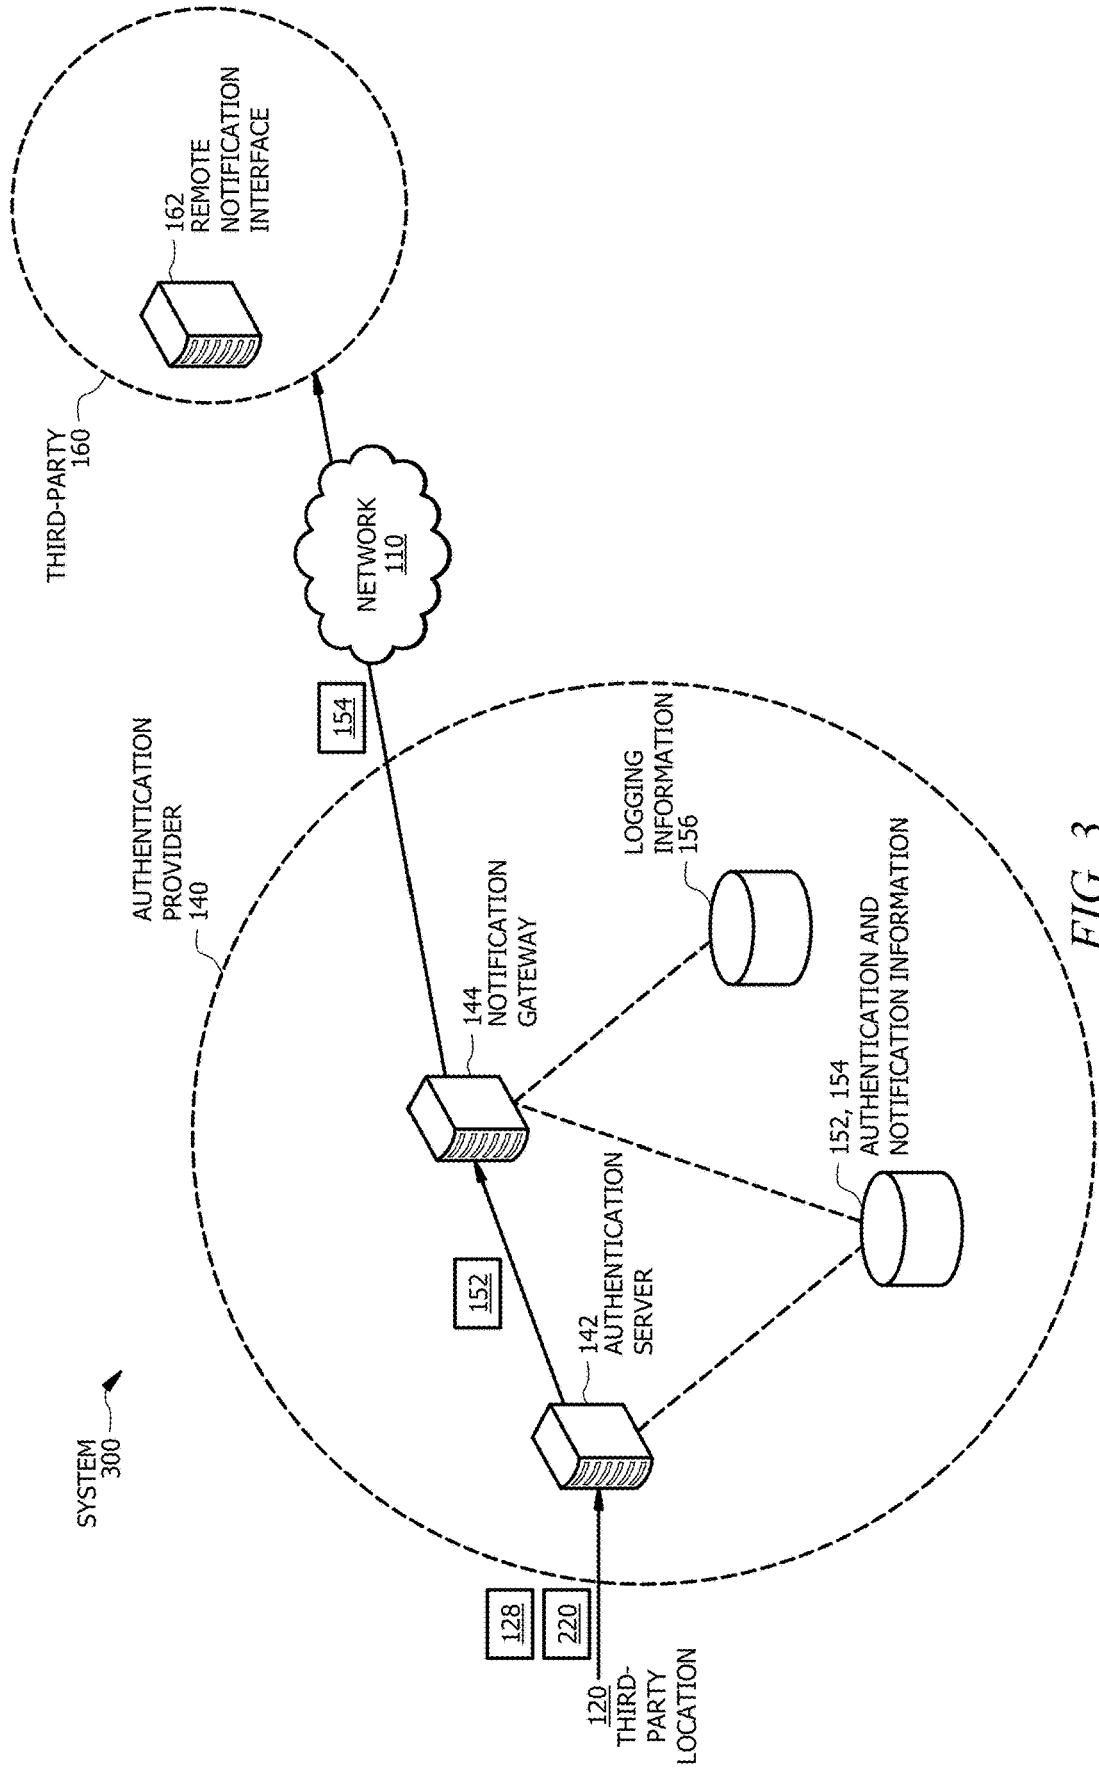 SYSTEM
300
AUTHENTICATION
PROVIDER
140
THIRD-PARTY
160
162
REMOTE
NOTIFICATION
INTERFACE
154
NETWORK
110
144
NOTIFICATION
GATEWAY
152
142
AUTHENTICATION
SERVER
128
220
120
THIRD-
PARTY
LOCATION
LOGGING
INFORMATION
156
152, 154
AUTHENTICATION AND
NOTIFICATION INFORMATION
FIG. 3